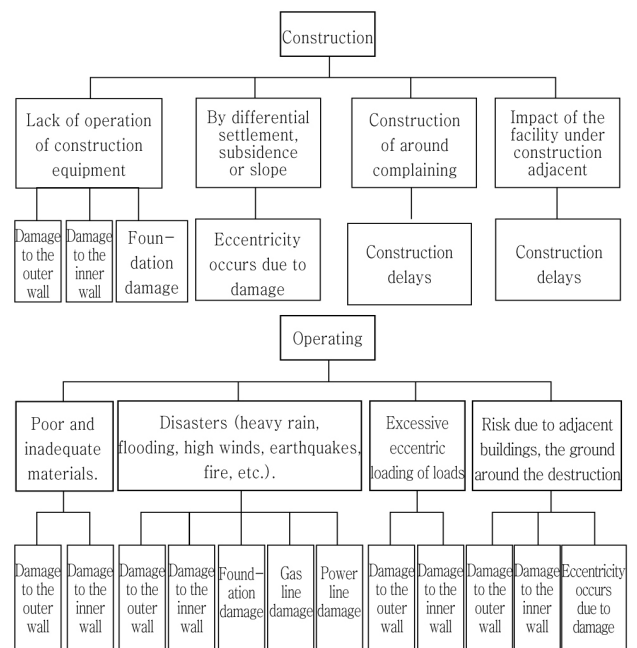 Construction
Lack of operation
of construction
equipment
By differential
settlement,
subsidence
or slope
Construction
of around
complaining
Impact of the
facility under
construction
adjacent
Damage
to the
outer
wall
Damage
to the
inner
wall
Foun-
dation
damage
Eccentricity
occurs due to
damage
Construction
delays
Construction
delays
Operating
Poor and
inadequate
materials.
Disasters (heavy rain,
flooding, high winds, earthquakes,
fire, etc.).
Excessive
eccentric
loading of loads
Risk due to adjacent
buildings, the ground
around the destruction
Damage
to the
outer
wall
Damage
to the
inner
wall
Damage
to the
outer
wall
Damage
to the
inner
wall
Found-
ation
damage
Gas
line
damage
Power
line
damage
Damage
to the
outer
wall
Damage
to the
inner
wall
Damage
to the
outer
wall
Damage
to the
inner
wall
Eccentricity
occurs
due to
damage